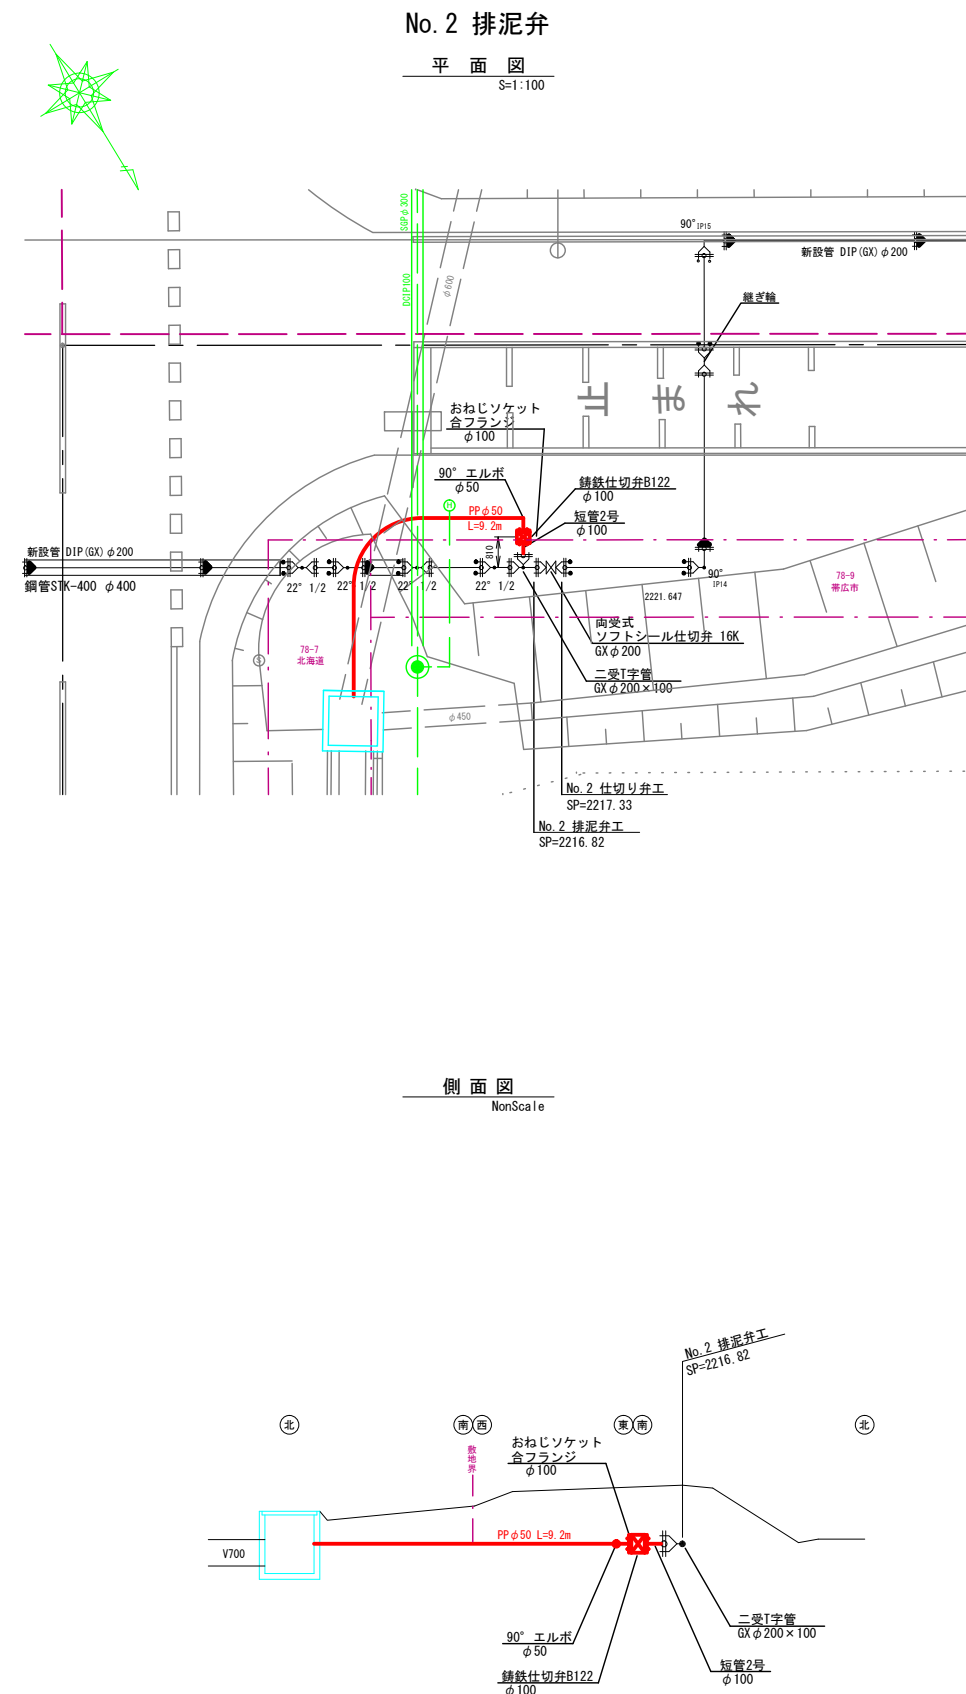 No.2 排泥弁
平 面 図
S=1:100
SGPφ300
DCIP100
φ600
90° IP15
新設管 DIP(GX)φ200
継ぎ輪
止まれ
おねじソケット
合フランジ
φ100
90° エルボ
φ50
鋳鉄仕切弁B122
φ100
PPφ50
L=9.2m
H
短管2号
φ100
810
新設管 DIP(GX)φ200
鋼管STK-400 φ400
22° 1/2
22° 1/2
22° 1/2
22° 1/2
90°
IP14
78-9
帯広市
2221.647
両受式
ソフトシール仕切弁 16K
GXφ200
78-7
北海道
S
二受T字管
GXφ200×100
φ450
No.2 仕切り弁工
SP=2217.33
No.2 排泥弁工
SP=2216.82
側 面 図
NonScale
No.2 排泥弁工
SP=2216.82
北
南 西
東 南
北
おねじソケット
合フランジ
φ100
敷地界
PPφ50 L=9.2m
V700
二受T字管
GXφ200×100
90° エルボ
φ50
短管2号
φ100
鋳鉄仕切弁B122
φ100